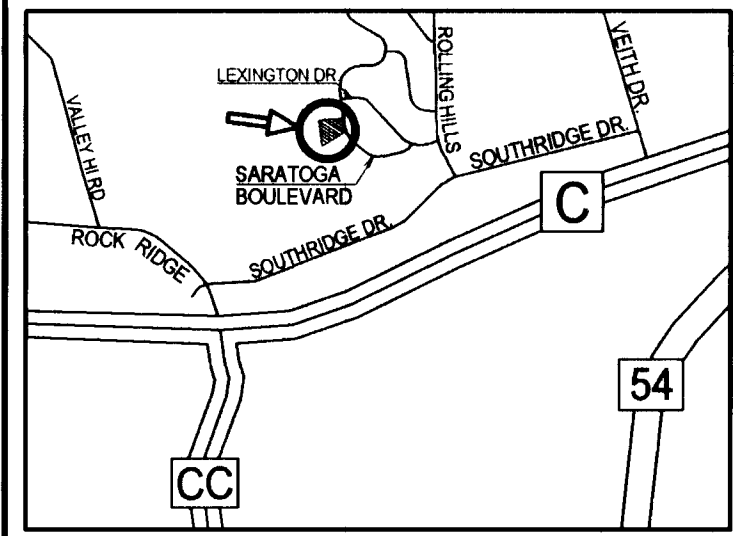 LEXINGTON DR.
ROLLING HILLS
VEITH DR.
VALLEY HI RD
SOUTHRIDGE DR.
SARATOGA
BOULEVARD
C
ROCK RIDGE
SOUTHRIDGE DR.
54
CC